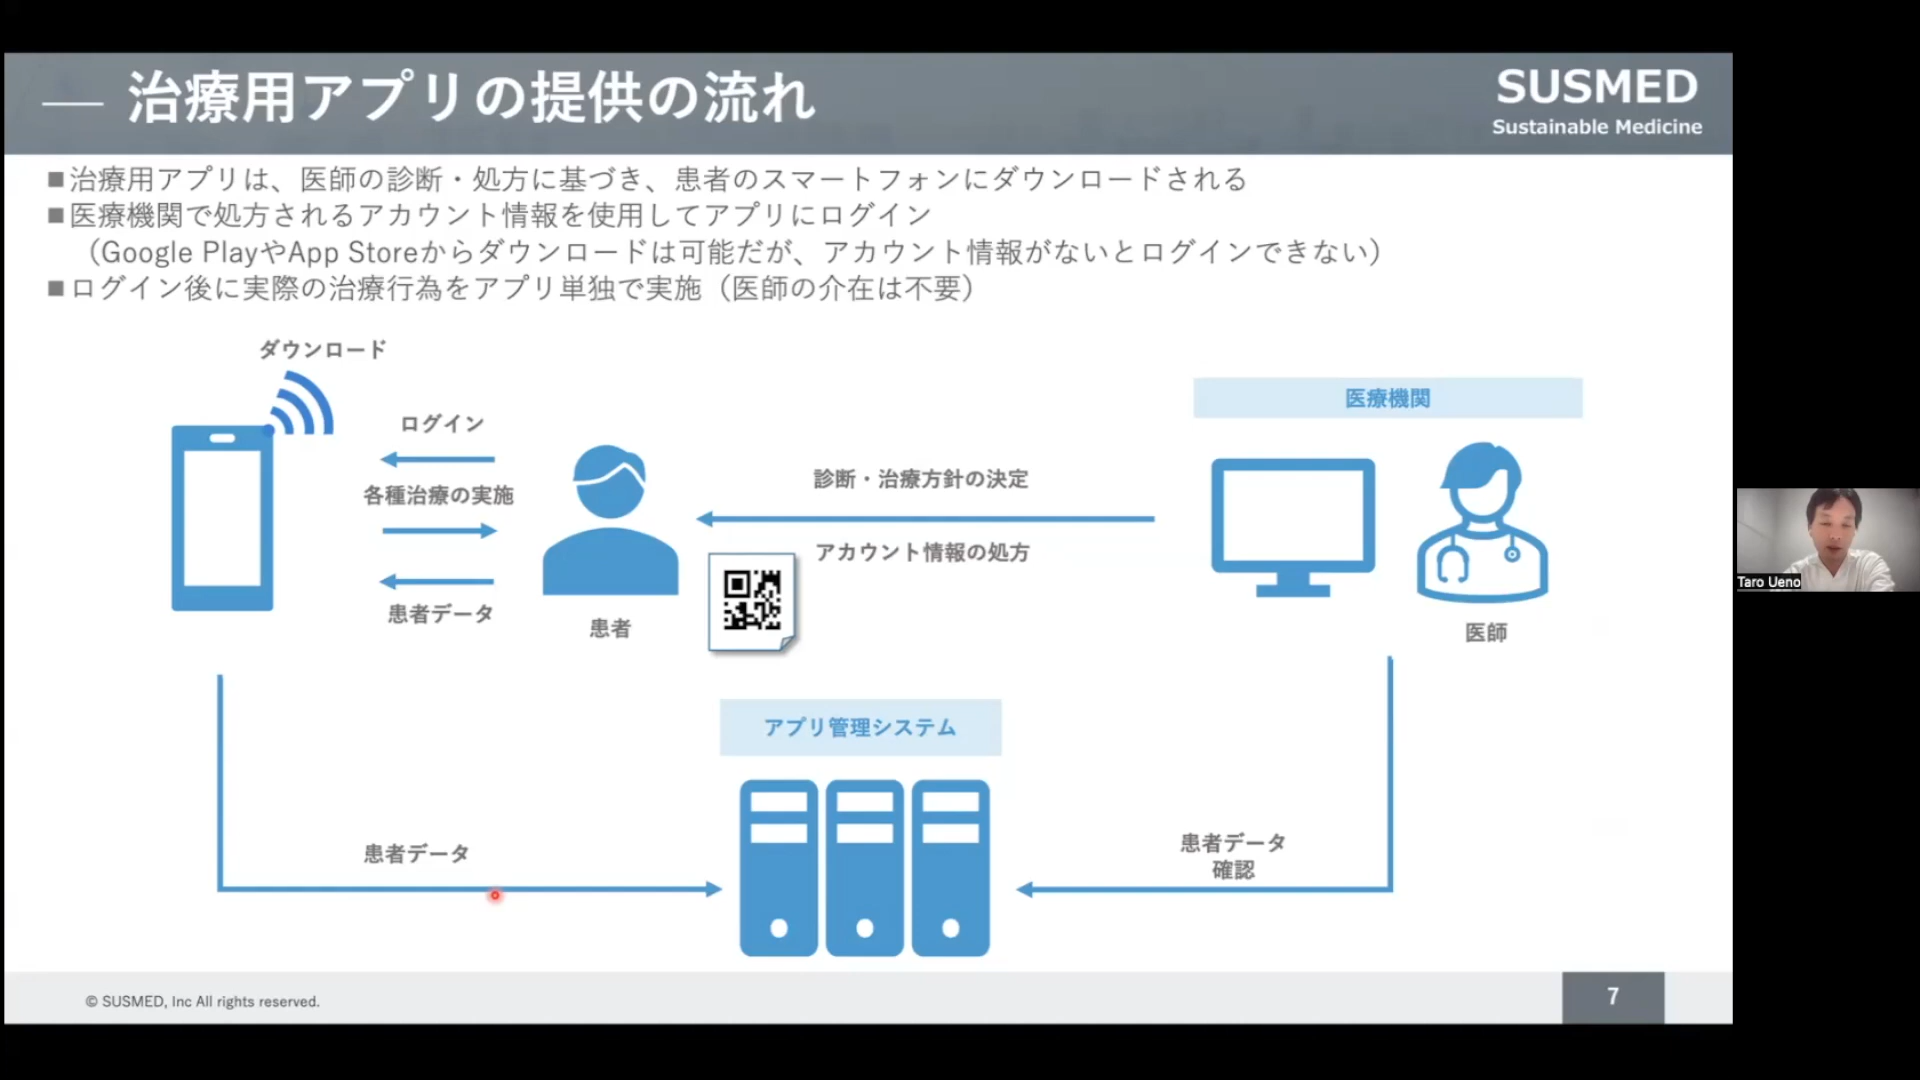 治療用アプリの提供の流れ
SUSMED
Sustainable Medicine
■治療用アプリは、医師の診断・処方に基づき、患者のスマートフォンにダウンロードされる
■医療機関で処方されるアカウント情報を使用してアプリにログイン
（Google PlayやApp Storeからダウンロードは可能だが、アカウント情報がないとログインできない）
■ログイン後に実際の治療行為をアプリ単独で実施（医師の介在は不要）
ダウンロード
ログイン
各種治療の実施
患者データ
患者
診断・治療方針の決定
アカウント情報の処方
医療機関
医師
アプリ管理システム
患者データ
患者データ
確認
© SUSMED, Inc All rights reserved.
7
Taro Ueno